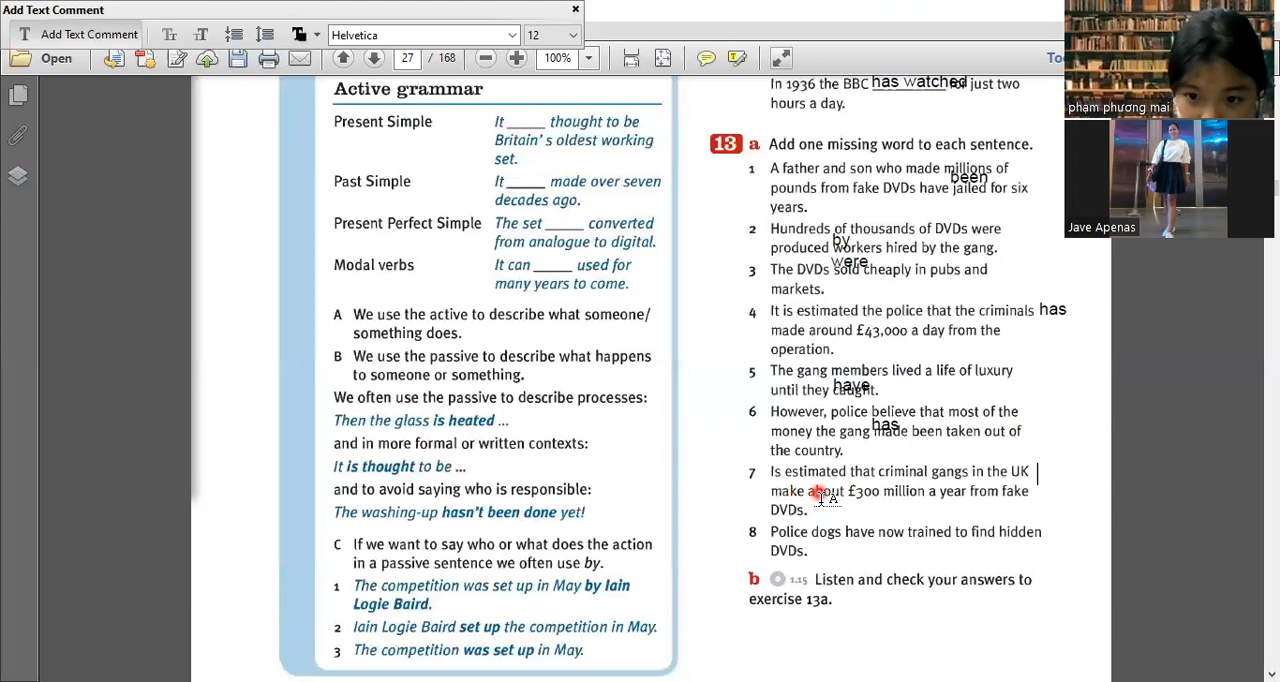 Add Text Comment
Add Text Comment
Helvetica
12
Open
27 / 168
100%
Active grammar
Present Simple
It _____ thought to be
Britain' s oldest working
set.
Past Simple
It _____ made over seven
decades ago.
Present Perfect Simple
The set _____ converted
from analogue to digital.
Modal verbs
It can _____ used for
many years to come.
A We use the active to describe what someone/
something does.
B We use the passive to describe what happens
to someone or something.
We often use the passive to describe processes:
Then the glass is heated ...
and in more formal or written contexts:
It is thought to be ...
and to avoid saying who is responsible:
The washing-up hasn't been done yet!
C If we want to say who or what does the action
in a passive sentence we often use by.
1 The competition was set up in May by Iain
Logie Baird.
2 Iain Logie Baird set up the competition in May.
3 The competition was set up in May.
In 1936 the BBC has watched for just two
hours a day.
13 a Add one missing word to each sentence.
1 A father and son who made millions of
been
pounds from fake DVDs have jailed for six
years.
2 Hundreds of thousands of DVDs were
by
produced workers hired by the gang.
were
3 The DVDs sold cheaply in pubs and
markets.
4 It is estimated the police that the criminals has
made around £43,000 a day from the
operation.
5 The gang members lived a life of luxury
have
until they caught.
6 However, police believe that most of the
has
money the gang made been taken out of
the country.
7 Is estimated that criminal gangs in the UK
make about £300 million a year from fake
DVDs.
8 Police dogs have now trained to find hidden
DVDs.
b 1.15 Listen and check your answers to
exercise 13a.
pham phương mai
Jave Apenas